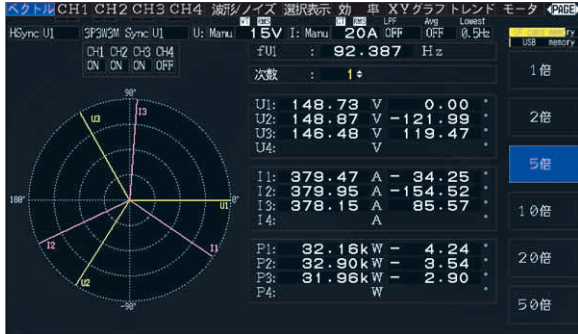 ベクトル CH1 CH2 CH3 CH4 波形/ノイズ 選択表示 効 率 XYグラフ トレンド モータ PAGE
HSync U1 3P3W3M Sync U1 U: Manu 15V I: Manu 20A LPF OFF Avg OFF Lowest 0.5Hz CF card memory
USB memory
CH1 CH2 CH3 CH4
ON ON ON OFF
fU1 : 92.387 Hz
次数 : 1
U1: 148.73 V 0.00 °
U2: 148.87 V -121.99 °
U3: 146.48 V 119.47 °
U4: V °
I1: 379.47 A - 34.25 °
I2: 379.95 A -154.52 °
I3: 378.15 A 85.57 °
I4: A °
P1: 32.16kW - 4.24 °
P2: 32.90kW - 3.54 °
P3: 31.96kW - 2.90 °
P4: W °
90°
U3
I3
180°
U1
0°
I2
I1
U2
-90°
1倍
2倍
5倍
10倍
20倍
50倍